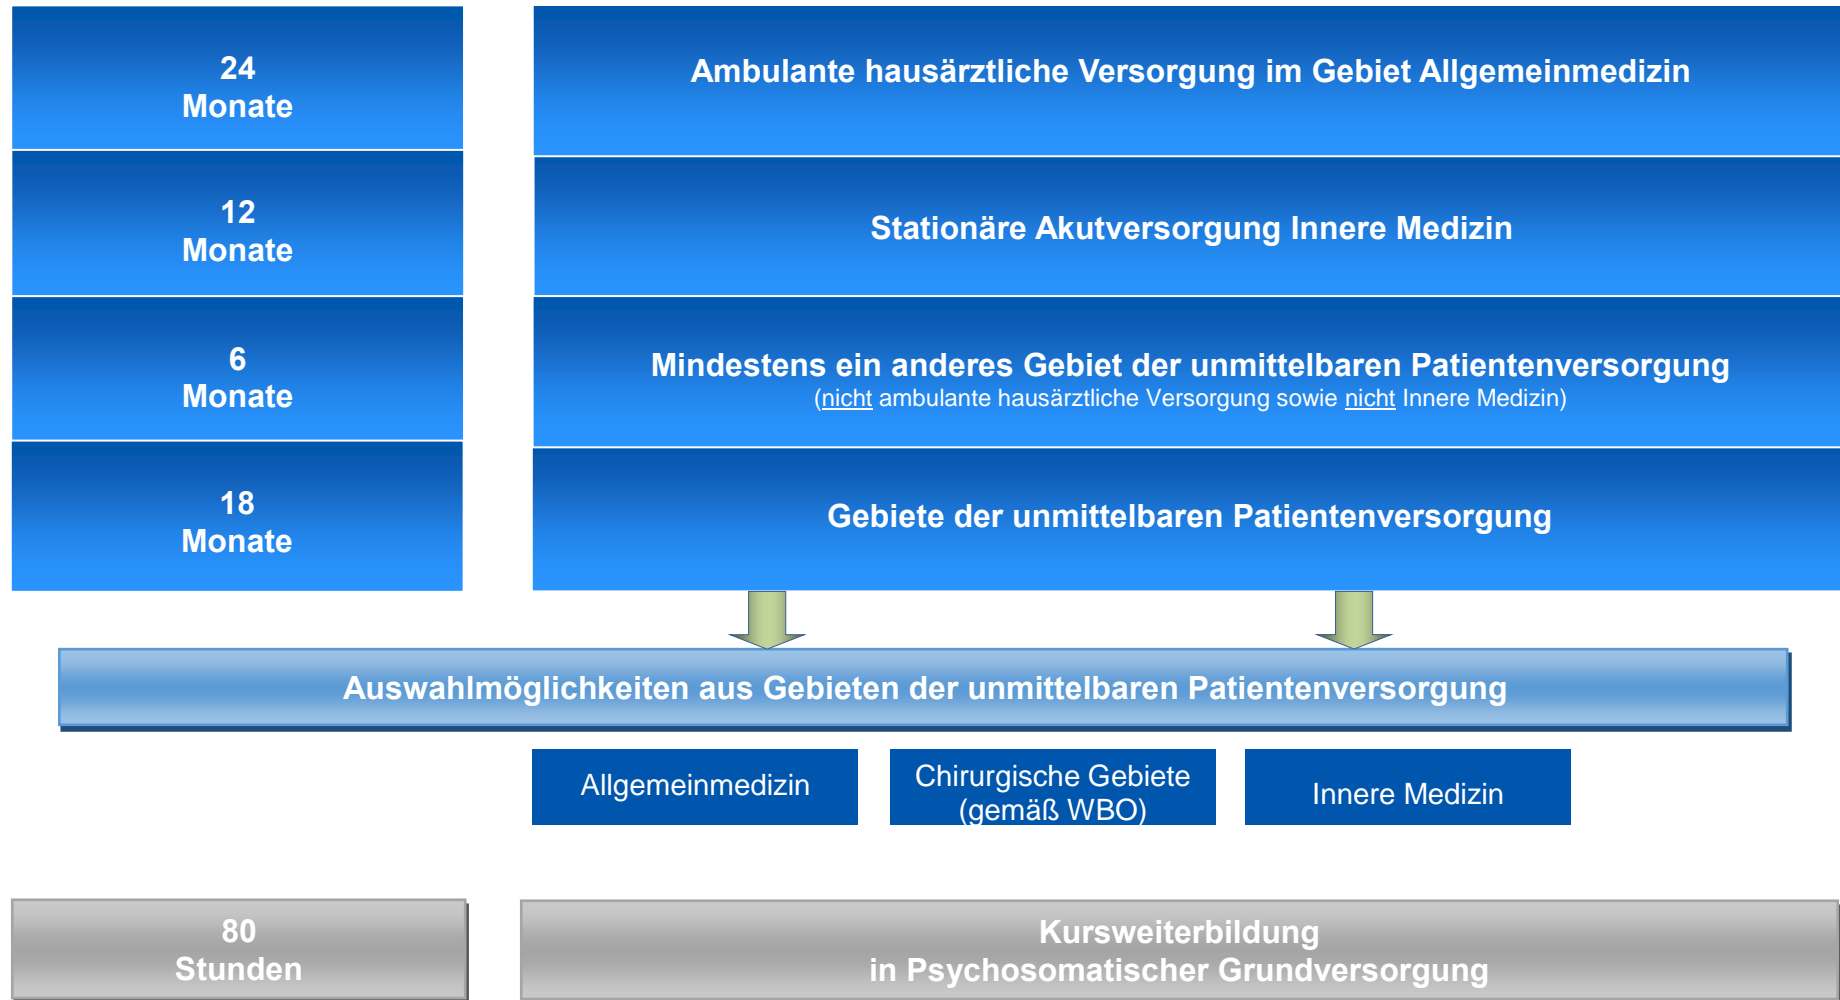 24
Monate
Ambulante hausärztliche Versorgung im Gebiet Allgemeinmedizin
12
Monate
Stationäre Akutversorgung Innere Medizin
6
Monate
Mindestens ein anderes Gebiet der unmittelbaren Patientenversorgung
(nicht ambulante hausärztliche Versorgung sowie nicht Innere Medizin)
18
Monate
Gebiete der unmittelbaren Patientenversorgung
Auswahlmöglichkeiten aus Gebieten der unmittelbaren Patientenversorgung
Allgemeinmedizin
Chirurgische Gebiete
(gemäß WBO)
Innere Medizin
80
Stunden
Kursweiterbildung
in Psychosomatischer Grundversorgung